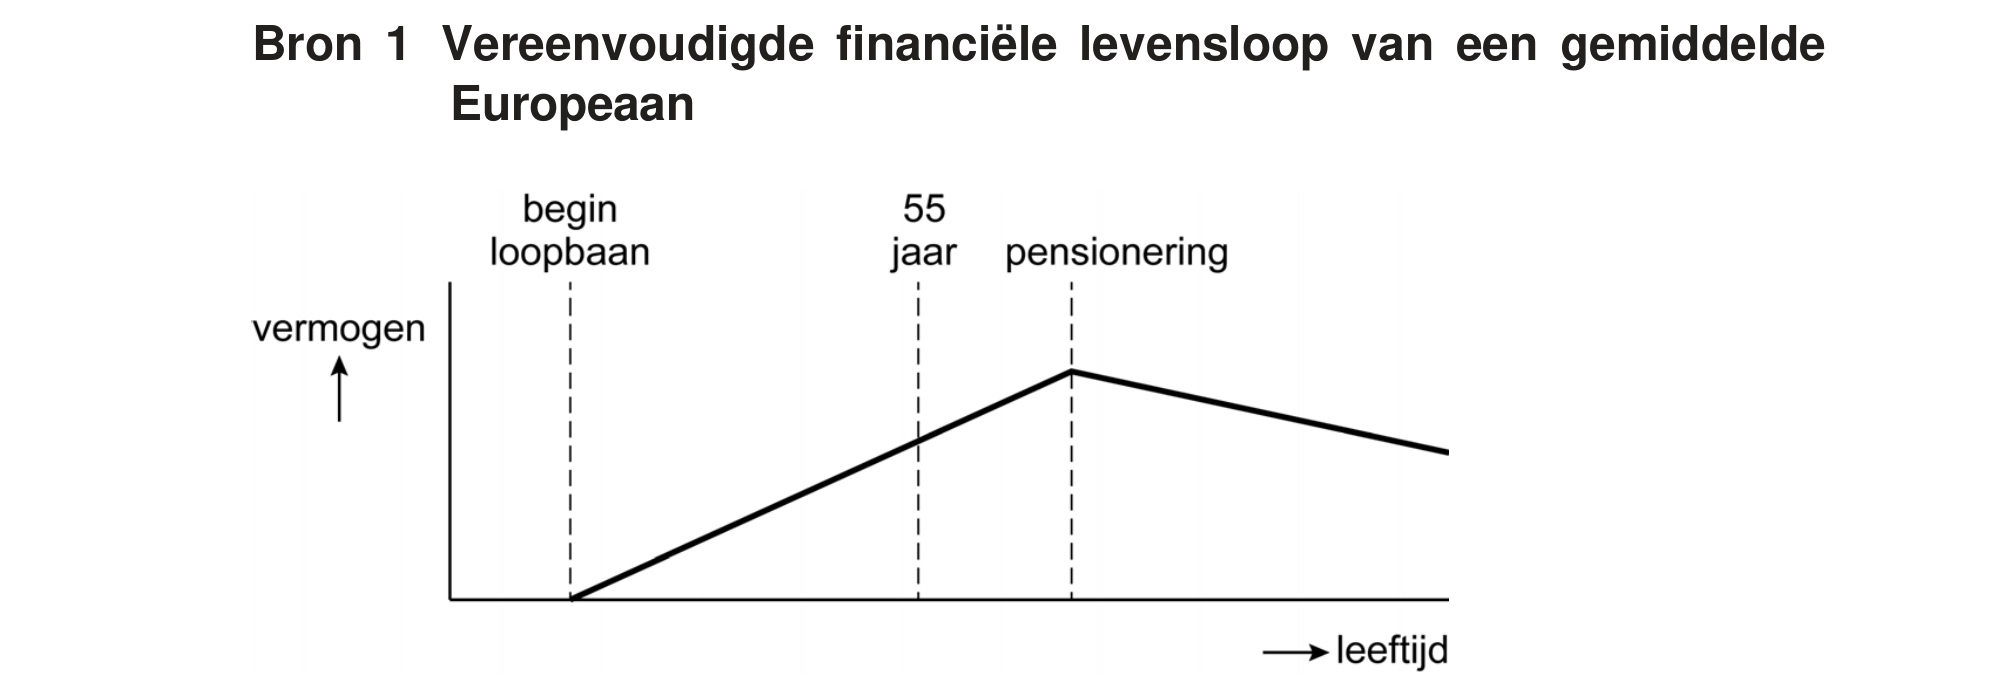 Bron 1 Vereenvoudigde financiële levensloop van een gemiddelde
Europeaan
begin
loopbaan
55
jaar
pensionering
vermogen
leeftijd